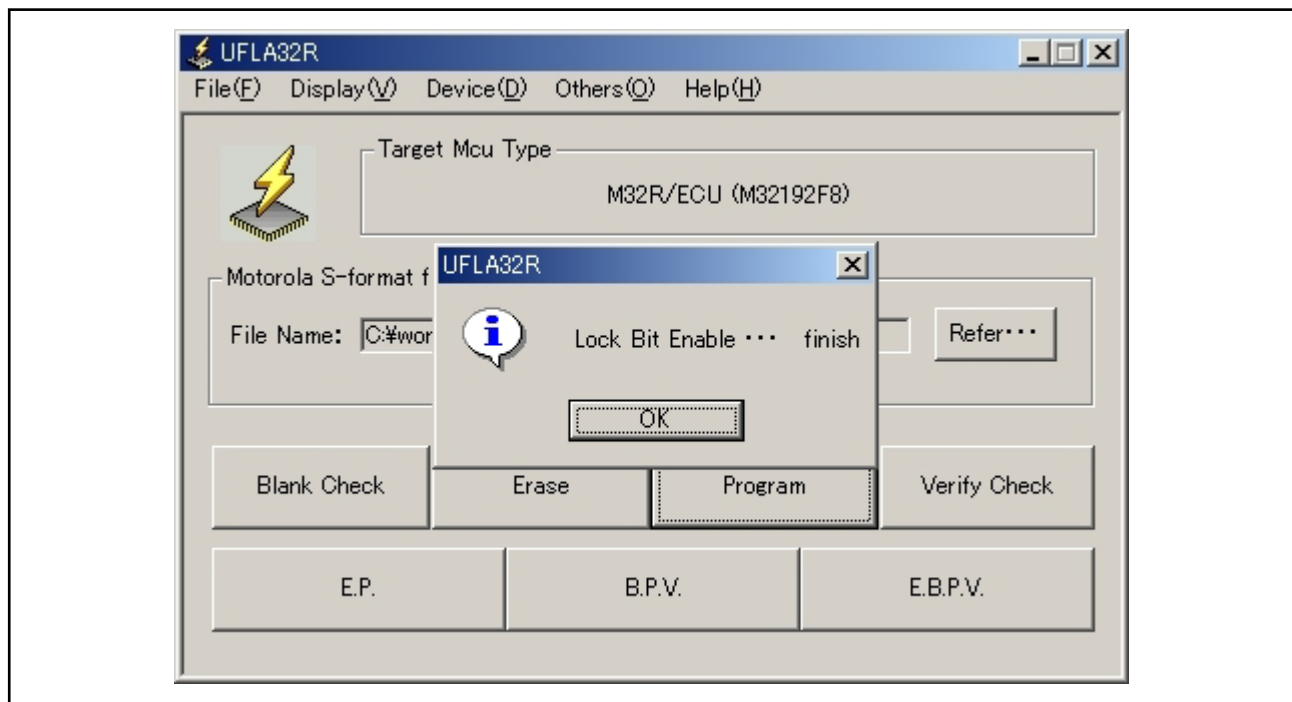 UFLA32R
File(F) Display(V) Device(D) Others(O) Help(H)
Target Mcu Type
M32R/ECU (M32192F8)
UFLA32R
Motorola S-format f
File Name: C:¥wor
Lock Bit Enable ･･･ finish
Refer･･･
OK
Blank Check
Erase
Program
Verify Check
E.P.
B.P.V.
E.B.P.V.